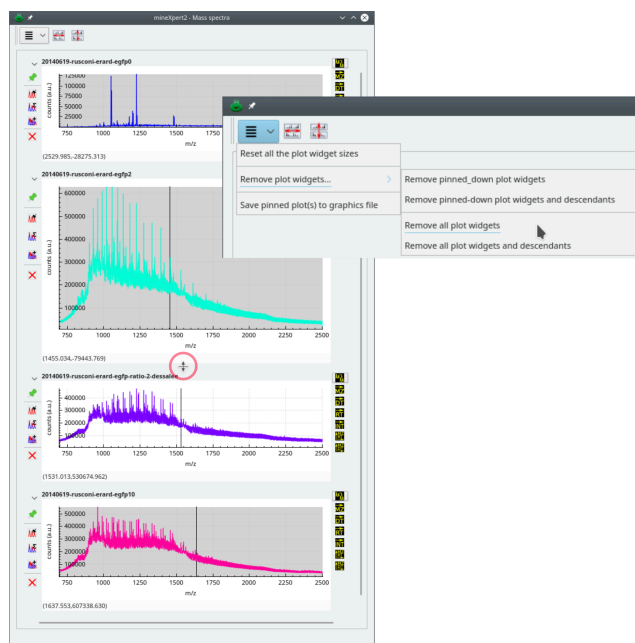 mineXpert2 - Mass spectra
20140619-rusconi-erard-egfp0
counts (a.u.)
125000
100000
75000
50000
25000
750 1000 1250 1500 1750
m/z
(2529.985,-28275.313)
Reset all the plot widget sizes
Remove plot widgets...
Save pinned plot(s) to graphics file
Remove pinned_down plot widgets
Remove pinned-down plot widgets and descendants
Remove all plot widgets
Remove all plot widgets and descendants
20140619-rusconi-erard-egfp2
counts (a.u.)
600000
500000
400000
300000
200000
100000
750 1000 1250 1500 1750 2000 2250 2500
m/z
(1455.034,-79443.769)
20140619-rusconi-erard-egfp-ratio-2-dessalée
counts (a.u.)
400000
300000
200000
100000
750 1000 1250 1500 1750 2000 2250 2500
m/z
(1531.013,530674.962)
20140619-rusconi-erard-egfp10
counts (a.u.)
500000
400000
300000
200000
100000
750 1000 1250 1500 1750 2000 2250 2500
m/z
(1637.553,607338.630)